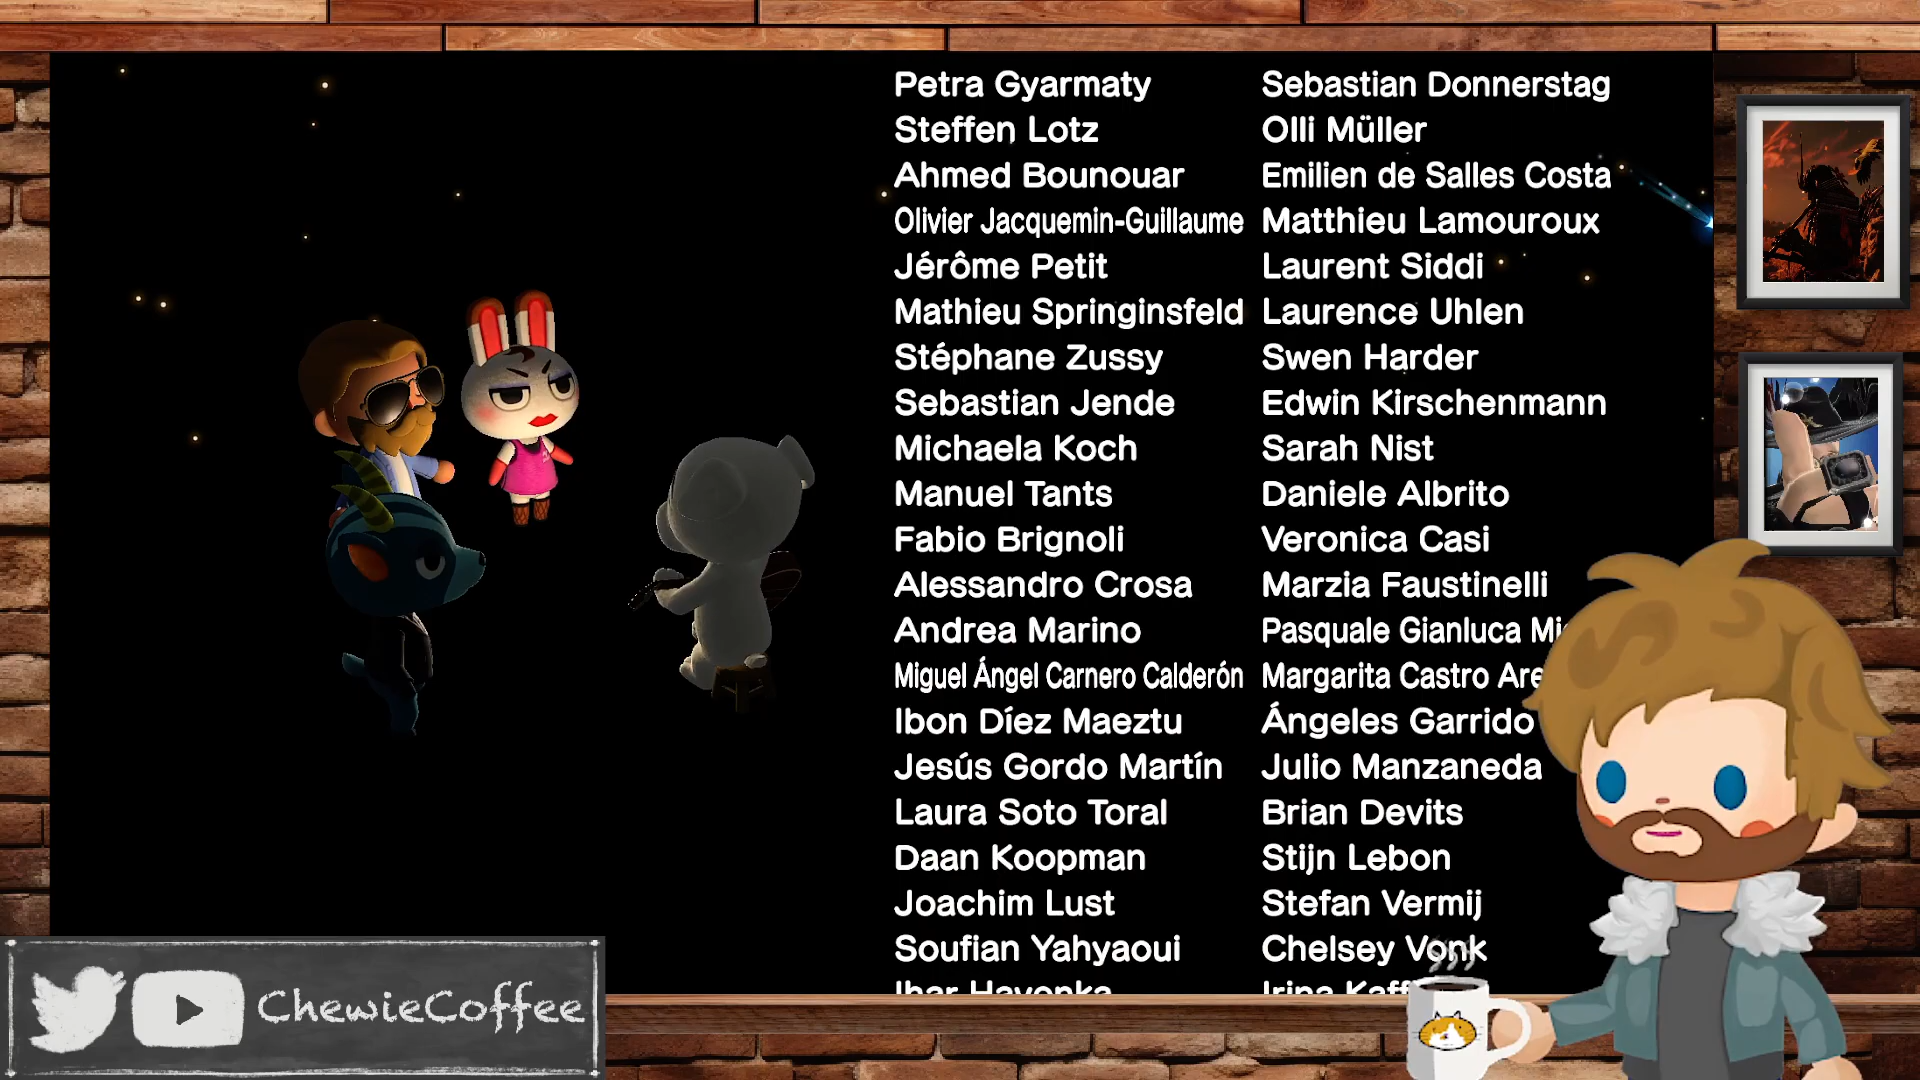 Petra Gyarmaty Sebastian Donnerstag
Steffen Lotz Olli Müller
Ahmed Bounouar Emilien de Salles Costa
Olivier Jacquemin-Guillaume Matthieu Lamouroux
Jérôme Petit Laurent Siddi
Mathieu Springinsfeld Laurence Uhlen
Stéphane Zussy Swen Harder
Sebastian Jende Edwin Kirschenmann
Michaela Koch Sarah Nist
Manuel Tants Daniele Albrito
Fabio Brignoli Veronica Casi
Alessandro Crosa Marzia Faustinelli
Andrea Marino Pasquale Gianluca
Miguel Ángel Carnero Calderón Margarita Castro
Ibon Díez Maeztu Ángeles Garrido
Jesús Gordo Martín Julio Manzaneda
Laura Soto Toral Brian Devits
Daan Koopman Stijn Lebon
Joachim Lust Stefan Vermij
Soufian Yahyaoui Chelsey Vonk
ChewieCoffee